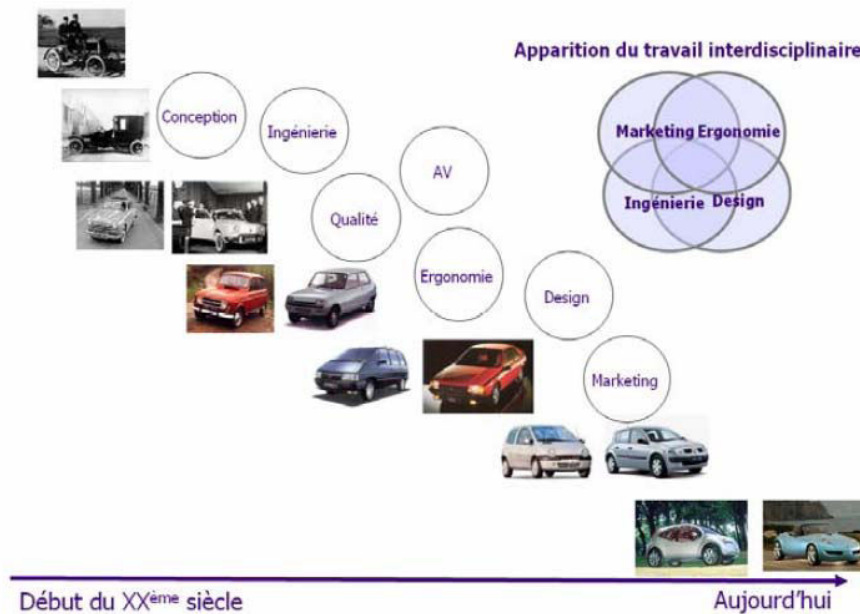 Apparition du travail interdisciplinaire
Conception
Ingénierie
Marketing Ergonomie
AV
Qualité
Ingénierie Design
Ergonomie
Design
Marketing
Début du XXème siècle
Aujourd'hui